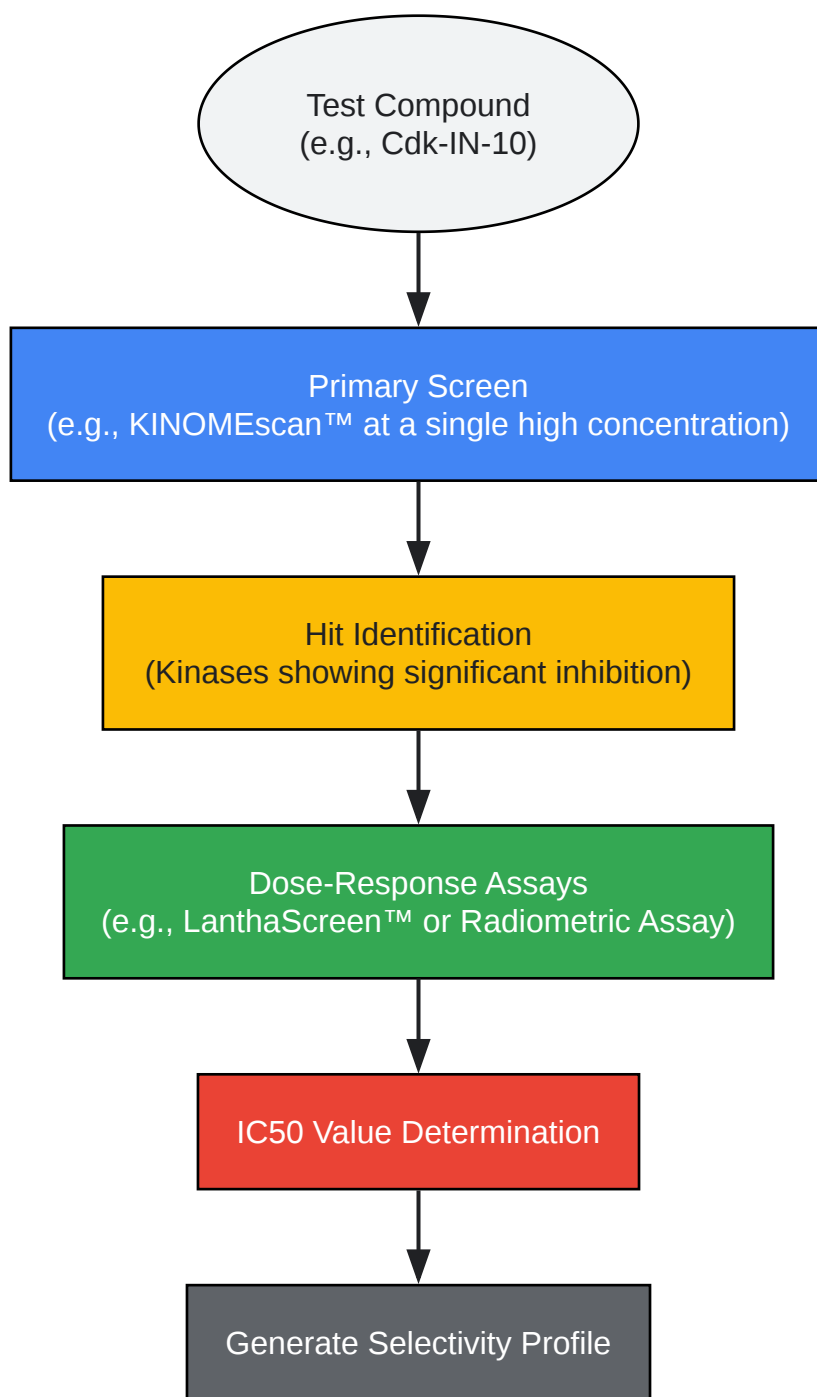 Test Compound
(e.g., Cdk-IN-10)
Primary Screen
(e.g., KINOMEscan™ at a single high concentration)
Hit Identification
(Kinases showing significant inhibition)
Dose-Response Assays
(e.g., LanthaScreen™ or Radiometric Assay)
IC50 Value Determination
Generate Selectivity Profile